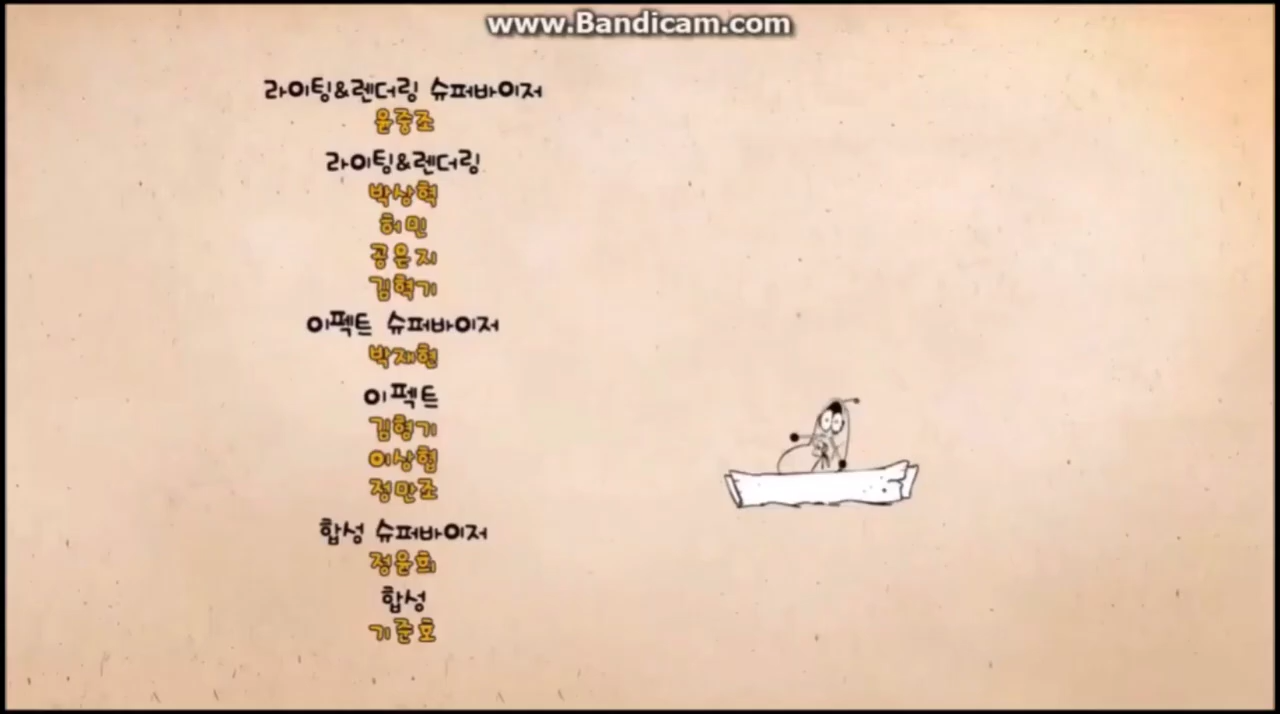 www.Bandicam.com
라이팅&렌더링 슈퍼바이저
윤중조
라이팅&렌더링
박상혁
허민
공은지
김혁기
이펙트 슈퍼바이저
박재현
이펙트
김형기
이상협
정만조
합성 슈퍼바이저
정윤희
합성
기준호